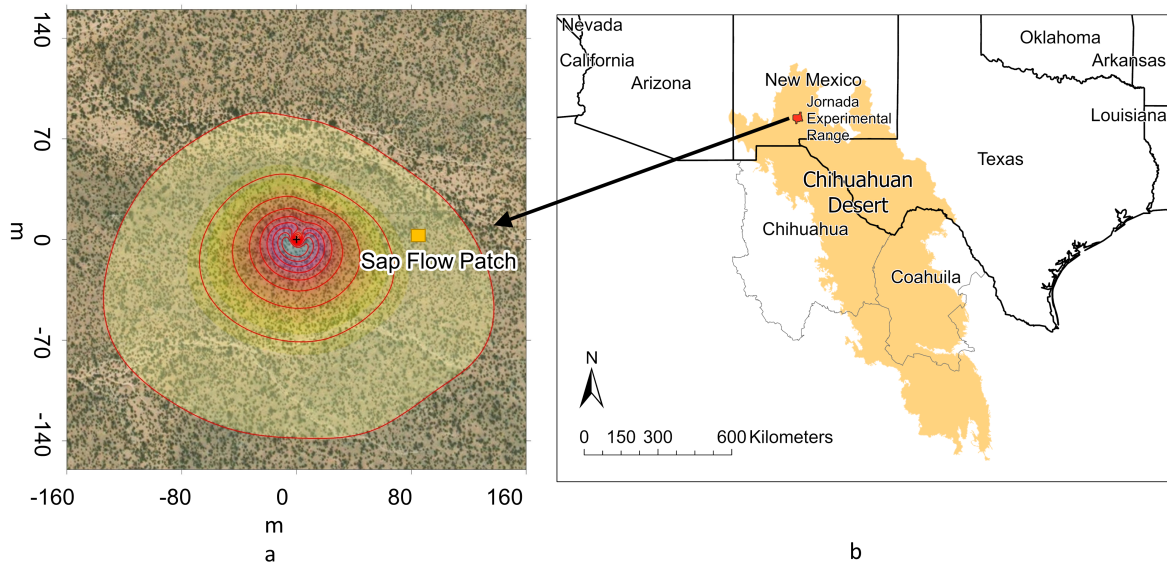 140
70
0
-70
-140
m
-160
-80
0
80
160
m
a
Sap Flow Patch
Nevada
California
Arizona
New Mexico
Jornada
Experimental
Range
Oklahoma
Arkansas
Louisiana
Texas
Chihuahuan
Desert
Chihuahua
Coahuila
N
0 150 300 600 Kilometers
b